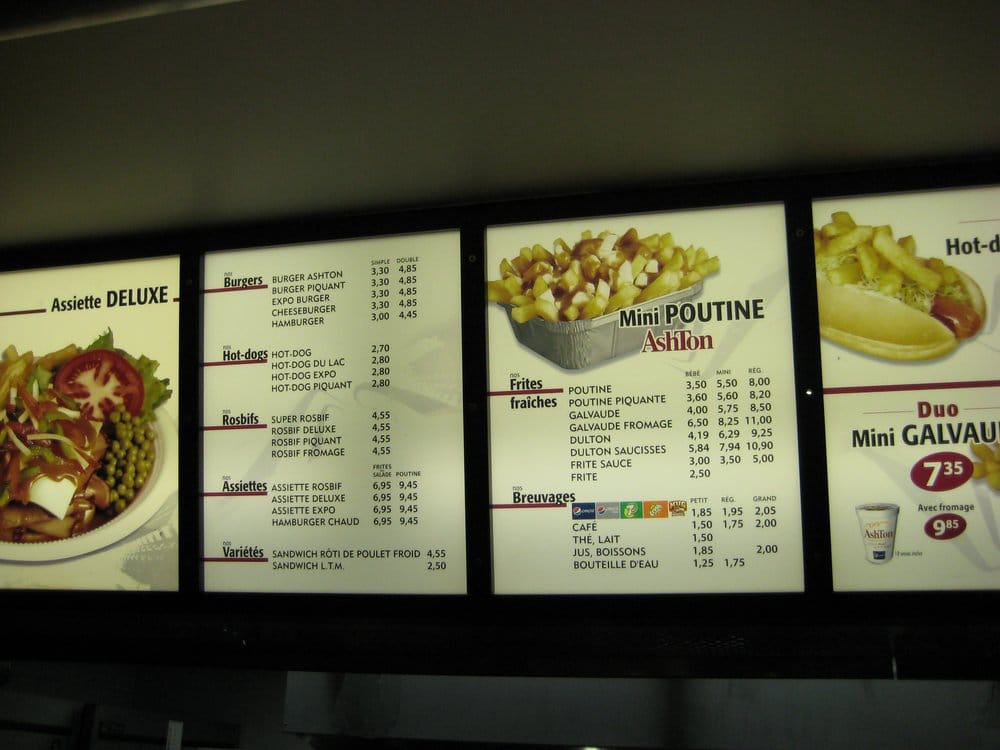 Assiette DELUXE
SIMPLE DOUBLE
nos
Burgers
BURGER ASHTON 3,30 4,85
BURGER PIQUANT 3,30 4,85
EXPO BURGER 3,30 4,85
CHEESEBURGER 3,30 4,85
HAMBURGER 3,00 4,45
nos
Hot-dogs
HOT-DOG 2,70
HOT-DOG DU LAC 2,80
HOT-DOG EXPO 2,80
HOT-DOG PIQUANT 2,80
nos
Rosbifs
SUPER ROSBIF 4,55
ROSBIF DELUXE 4,55
ROSBIF PIQUANT 4,55
ROSBIF FROMAGE 4,55
FRITES
SALADE POUTINE
nos
Assiettes
ASSIETTE ROSBIF 6,95 9,45
ASSIETTE DELUXE 6,95 9,45
ASSIETTE EXPO 6,95 9,45
HAMBURGER CHAUD 6,95 9,45
nos
Variétés
SANDWICH RÔTI DE POULET FROID 4,55
SANDWICH L.T.M. 2,50
Mini POUTINE
AshTon
BÉBÉ MINI RÉG.
nos
Frites
fraîches
POUTINE 3,50 5,50 8,00
POUTINE PIQUANTE 3,60 5,60 8,20
GALVAUDE 4,00 5,75 8,50
GALVAUDE FROMAGE 6,50 8,25 11,00
DULTON 4,19 6,29 9,25
DULTON SAUCISSES 5,84 7,94 10,90
FRITE SAUCE 3,00 3,50 5,00
FRITE 2,50
nos
Breuvages
PETIT RÉG. GRAND
pepsi 1,85 1,95 2,05
CAFÉ 1,50 1,75 2,00
THÉ, LAIT 1,50
JUS, BOISSONS 1,85 2,00
BOUTEILLE D'EAU 1,25 1,75
Hot-d
Duo
Mini GALVAU
7,35
Avec fromage
9,85
AshTon